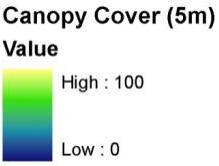 Canopy Cover (5m)
Value
High : 100
Low : 0